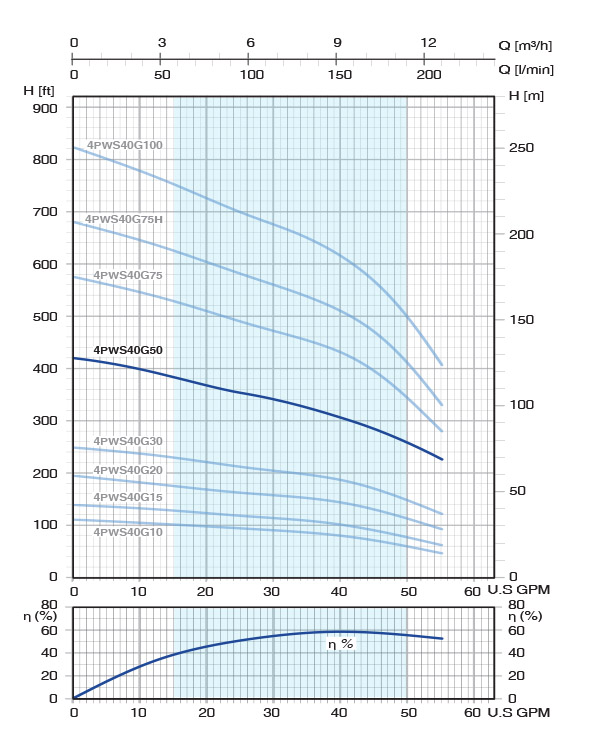 0 3 6 9 12 Q [m³/h]
0 50 100 150 200 Q [l/min]
H [ft] H [m]
900
4PWS40G100 250
800
4PWS40G75H
700
200
600
4PWS40G75
500 150
4PWS40G50
400
100
300
4PWS40G30
200 4PWS40G20
50
4PWS40G15
100
4PWS40G10
0 0
0 10 20 30 40 50 60 U.S GPM
80 80
η (%) η (%)
60 60
η %
40 40
20 20
0 0
0 10 20 30 40 50 60 U.S GPM